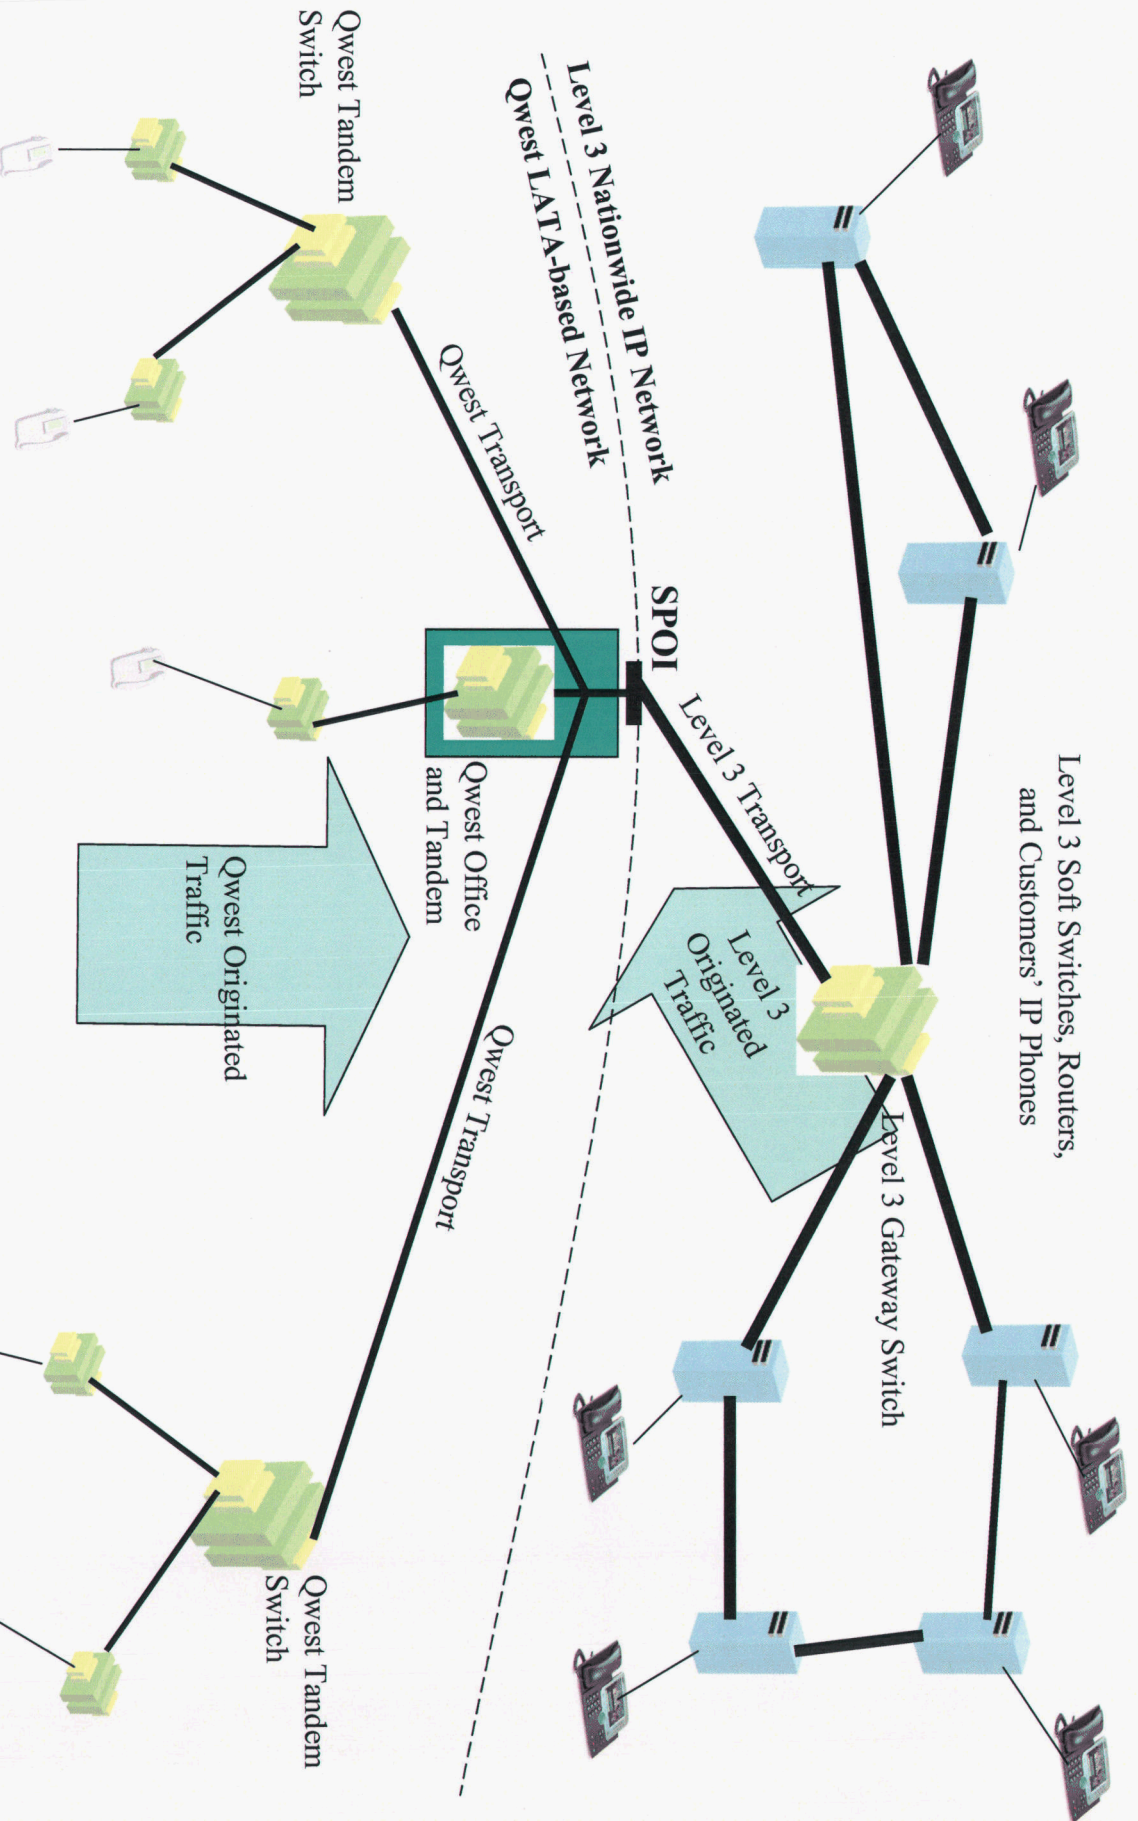 Level 3 Soft Switches, Routers,
and Customers’ IP Phones
Level 3 Gateway Switch
Level 3 Transport
Level 3
Originated
Traffic
Level 3 Nationwide IP Network
Qwest LATA-based Network
SPOI
Qwest Transport
Qwest Office
and Tandem
Qwest Transport
Qwest Tandem
Switch
Qwest Originated
Traffic
Qwest Tandem
Switch